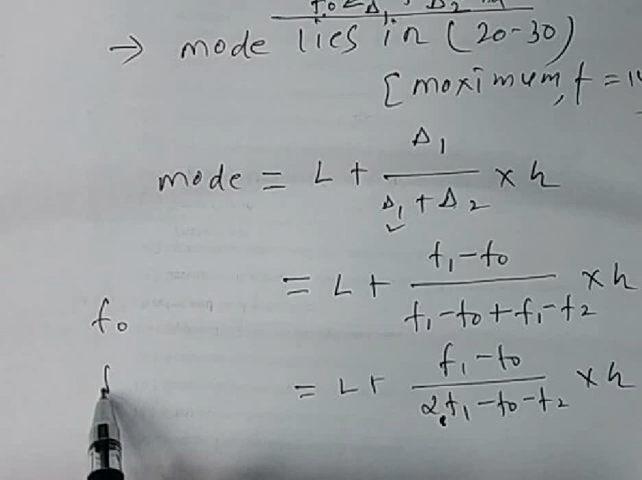 → mode lies in (20-30)
[maximum, f = 14
mode = L + Δ1 / Δ1 + Δ2 × h
= L + f1 - f0 / f1 - f0 + f1 - f2 × h
f0
= L + f1 - f0 / 2f1 - f0 - f2 × h